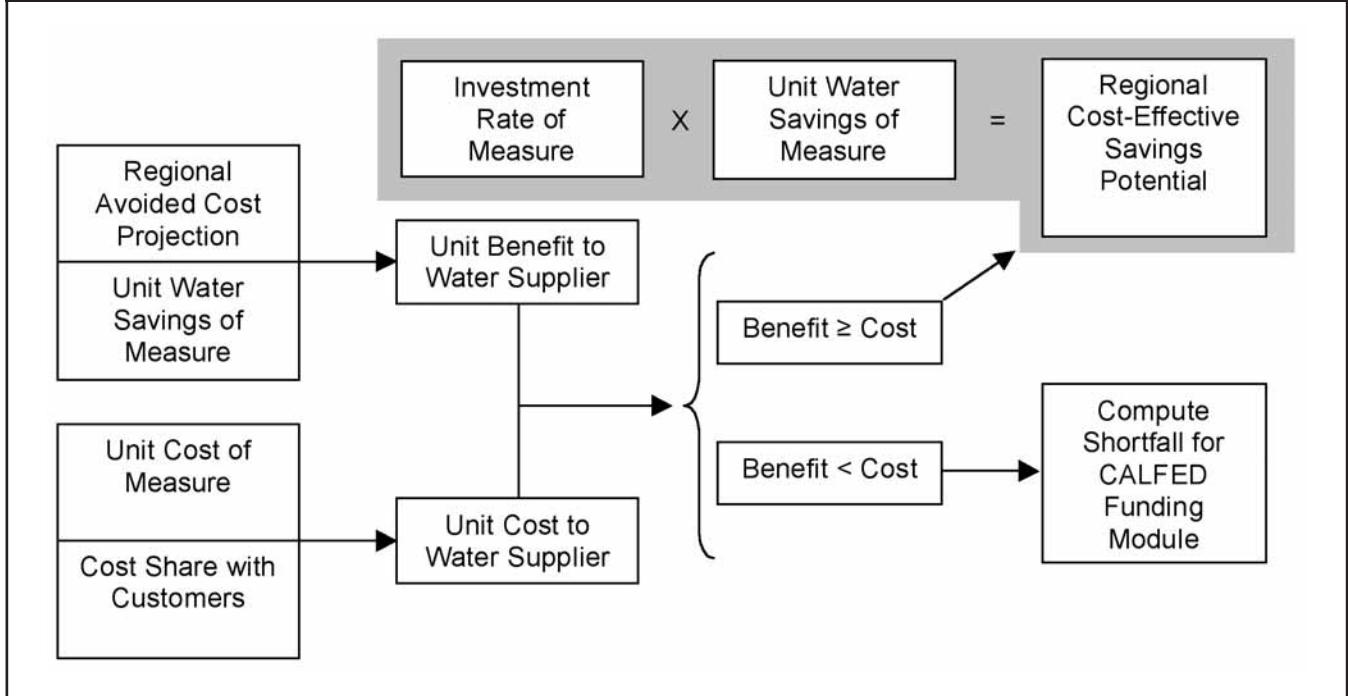 Investment
Rate of
Measure
X
Unit Water
Savings of
Measure
=
Regional
Cost-Effective
Savings
Potential
Regional
Avoided Cost
Projection
Unit Water
Savings of
Measure
Unit Benefit to
Water Supplier
Benefit ≥ Cost
Unit Cost of
Measure
Cost Share with
Customers
Unit Cost to
Water Supplier
Benefit < Cost
Compute
Shortfall for
CALFED
Funding
Module